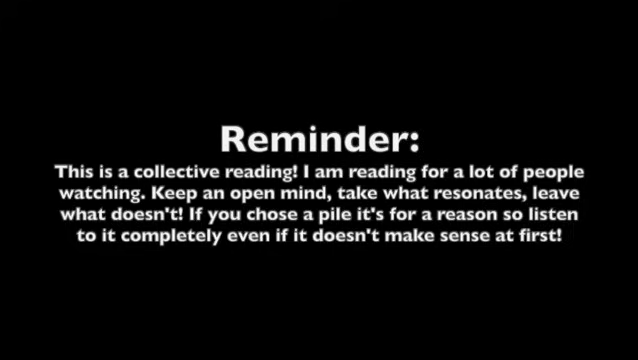 Reminder:
This is a collective reading! I am reading for a lot of people
watching. Keep an open mind, take what resonates, leave
what doesn't! If you chose a pile it's for a reason so listen
to it completely even if it doesn't make sense at first!